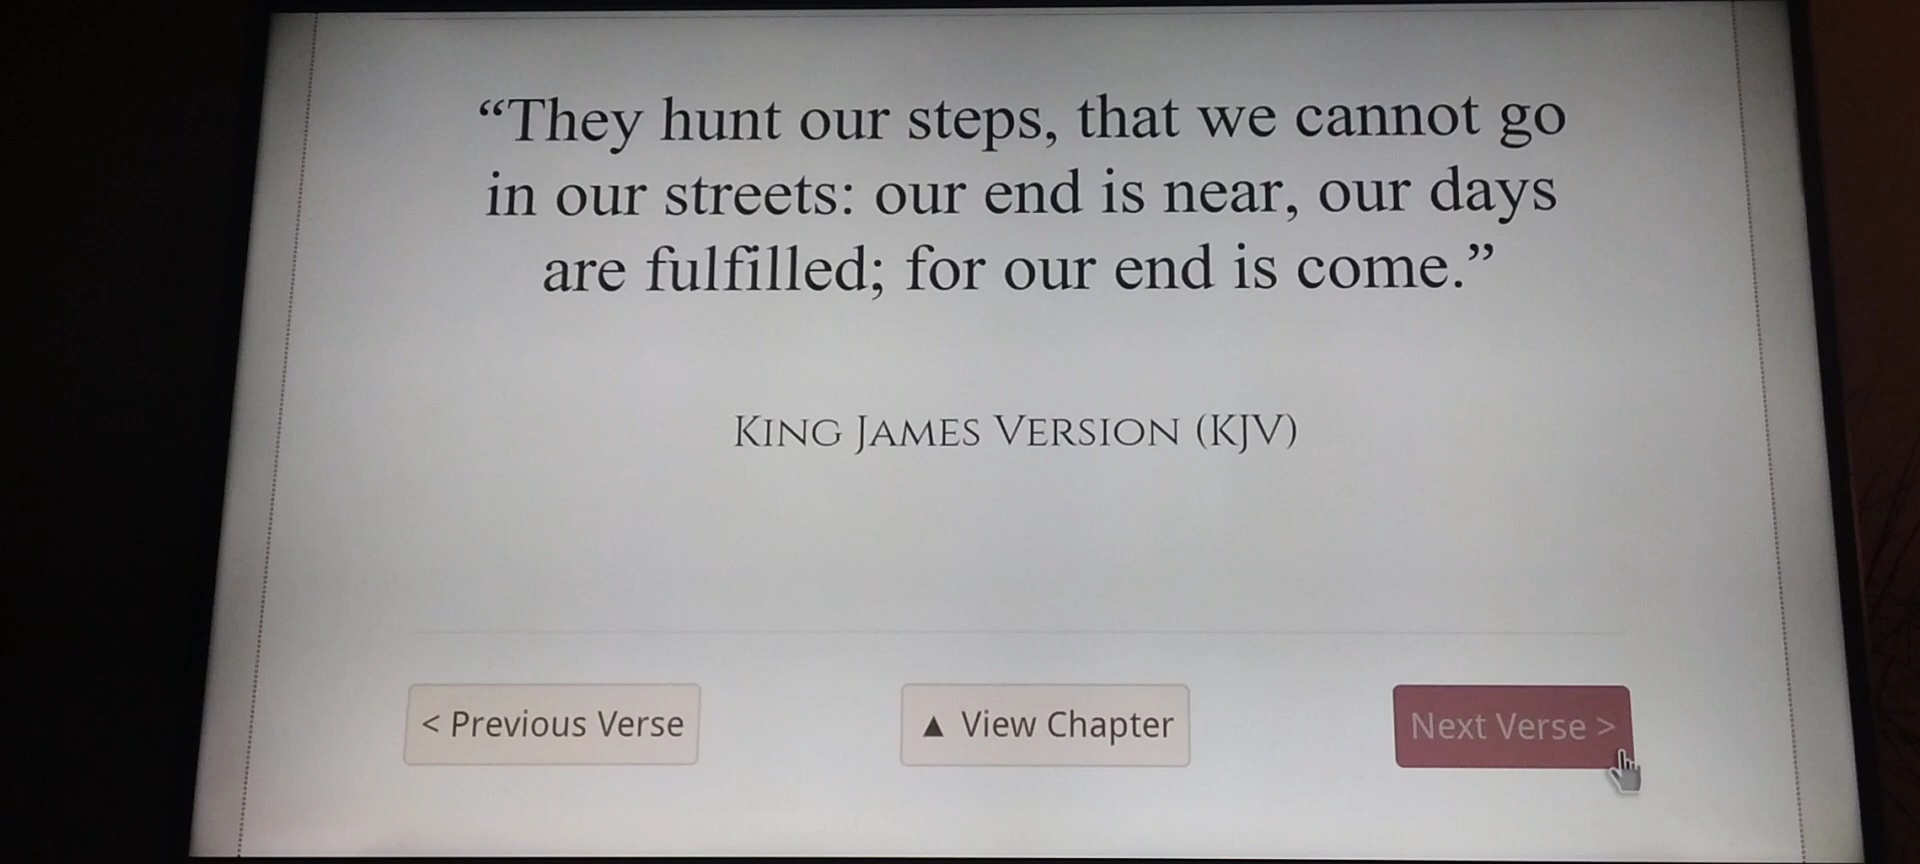 “They hunt our steps, that we cannot go
in our streets: our end is near, our days
are fulfilled; for our end is come.”
King James Version (KJV)
< Previous Verse
▲ View Chapter
Next Verse >